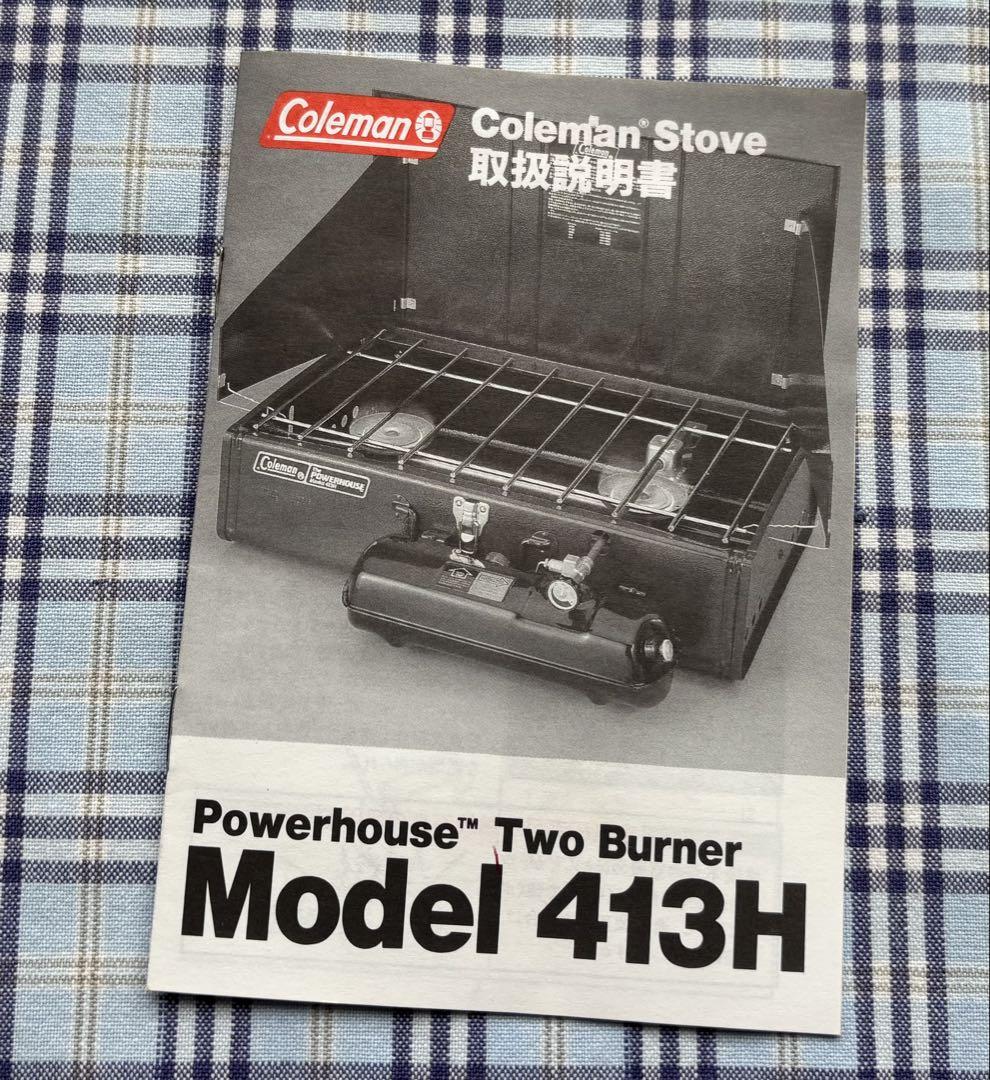 Coleman
Coleman® Stove
取扱説明書
Coleman
The
POWERHOUSE
Powerhouse™ Two Burner
Model 413H